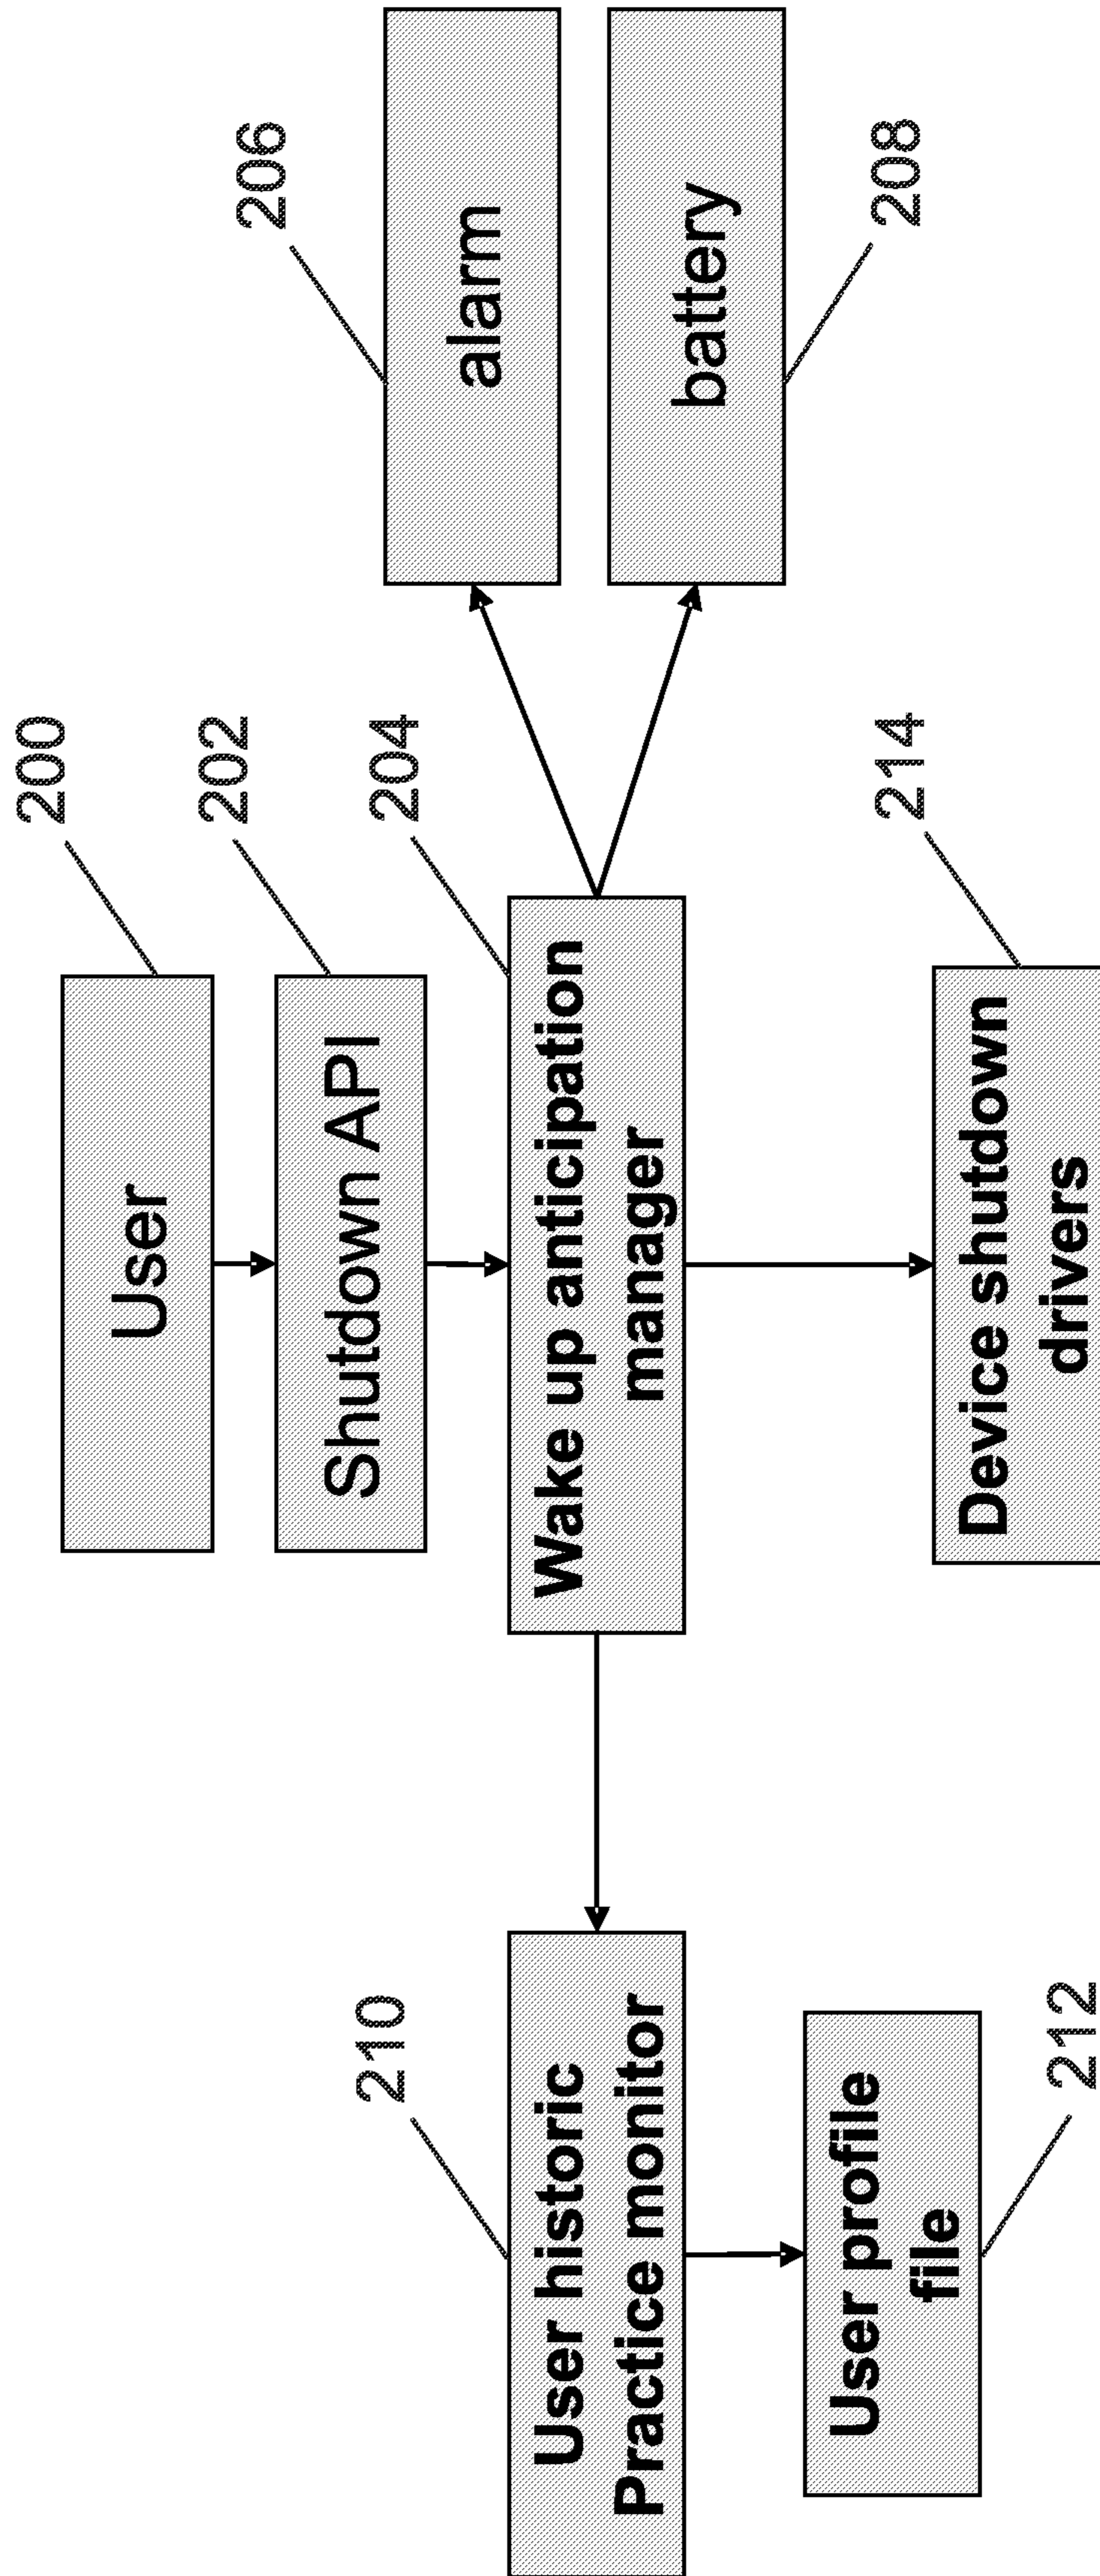 200
User
202
Shutdown API
204
Wake up anticipation
manager
206
alarm
battery
208
210
User historic
Practice monitor
User profile
file
212
214
Device shutdown
drivers